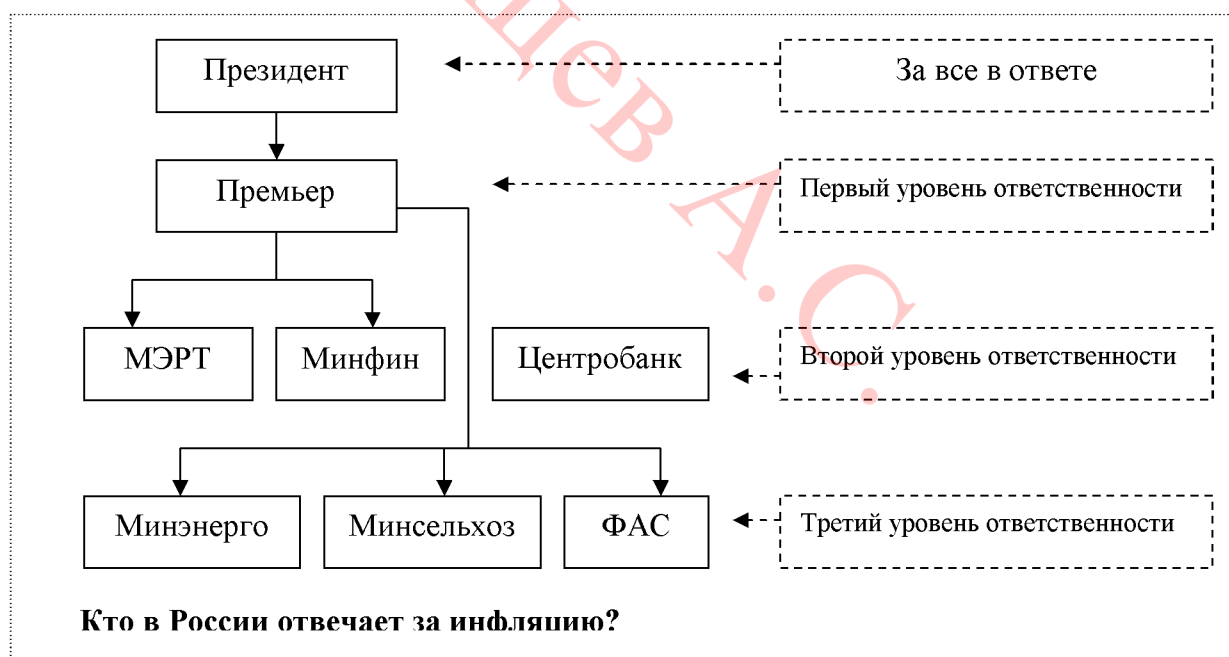 Президент
За все в ответе
Премьер
Первый уровень ответственности
МЭРТ
Минфин
Центробанк
Второй уровень ответственности
Минэнерго
Минсельхоз
ФАС
Третий уровень ответственности
Кто в России отвечает за инфляцию?
А.С.